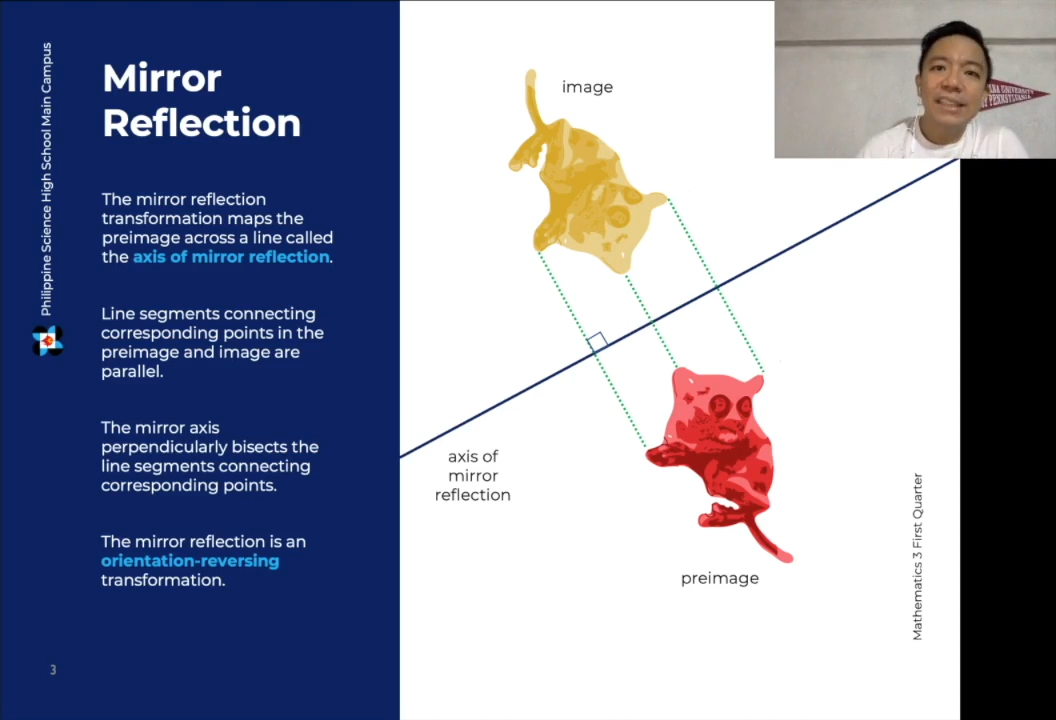 Philippine Science High School Main Campus
Mirror
Reflection
The mirror reflection
transformation maps the
preimage across a line called
the axis of mirror reflection.
Line segments connecting
corresponding points in the
preimage and image are
parallel.
The mirror axis
perpendicularly bisects the
line segments connecting
corresponding points.
The mirror reflection is an
orientation-reversing
transformation.
3
image
axis of
mirror
reflection
preimage
Mathematics 3 First Quarter
UNIVERSITY
PENNSYLVANIA